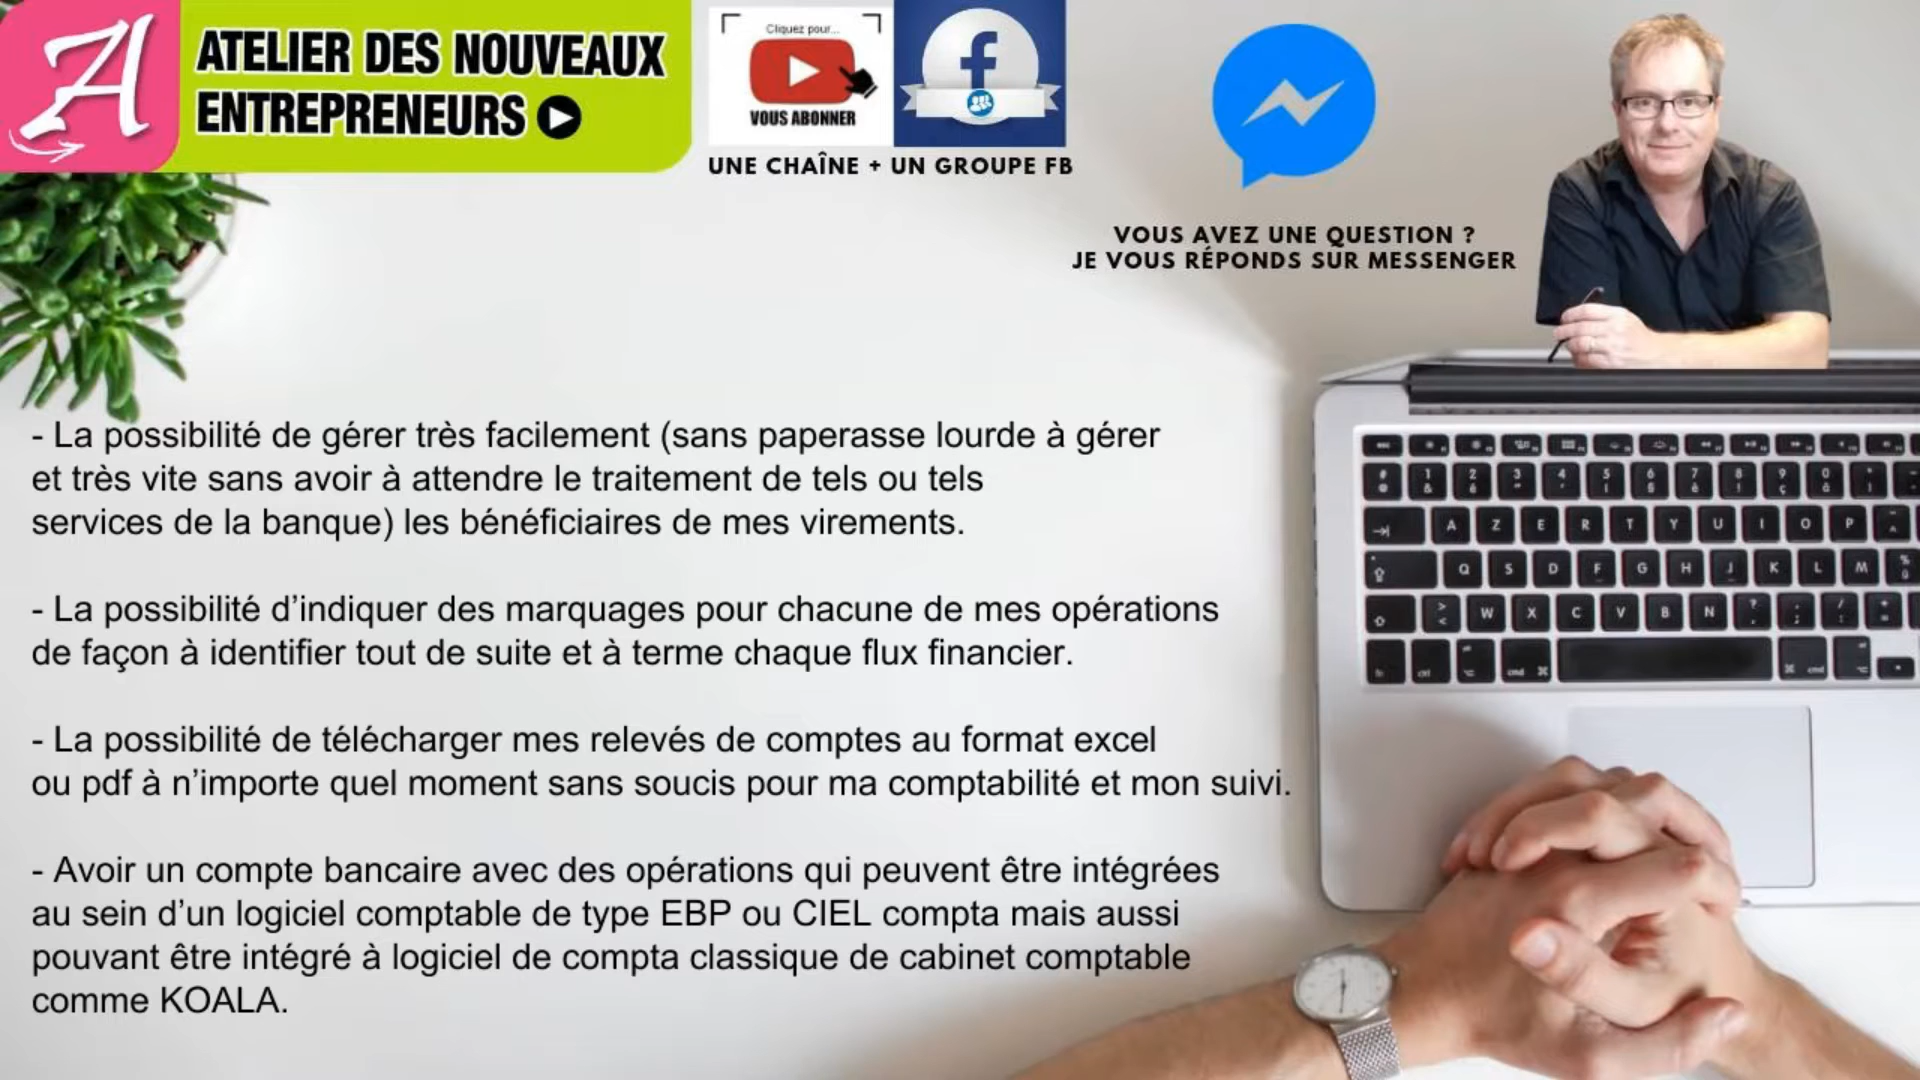 ATELIER DES NOUVEAUX
ENTREPRENEURS
Cliquez pour...
VOUS ABONNER
UNE CHAÎNE + UN GROUPE FB
VOUS AVEZ UNE QUESTION ?
JE VOUS RÉPONDS SUR MESSENGER
- La possibilité de gérer très facilement (sans paperasse lourde à gérer
et très vite sans avoir à attendre le traitement de tels ou tels
services de la banque) les bénéficiaires de mes virements.
- La possibilité d’indiquer des marquages pour chacune de mes opérations
de façon à identifier tout de suite et à terme chaque flux financier.
- La possibilité de télécharger mes relevés de comptes au format excel
ou pdf à n’importe quel moment sans soucis pour ma comptabilité et mon suivi.
- Avoir un compte bancaire avec des opérations qui peuvent être intégrées
au sein d’un logiciel comptable de type EBP ou CIEL compta mais aussi
pouvant être intégré à logiciel de compta classique de cabinet comptable
comme KOALA.
A Z E R T Y U I O P
Q S D F G H J K L M
W X C V B N